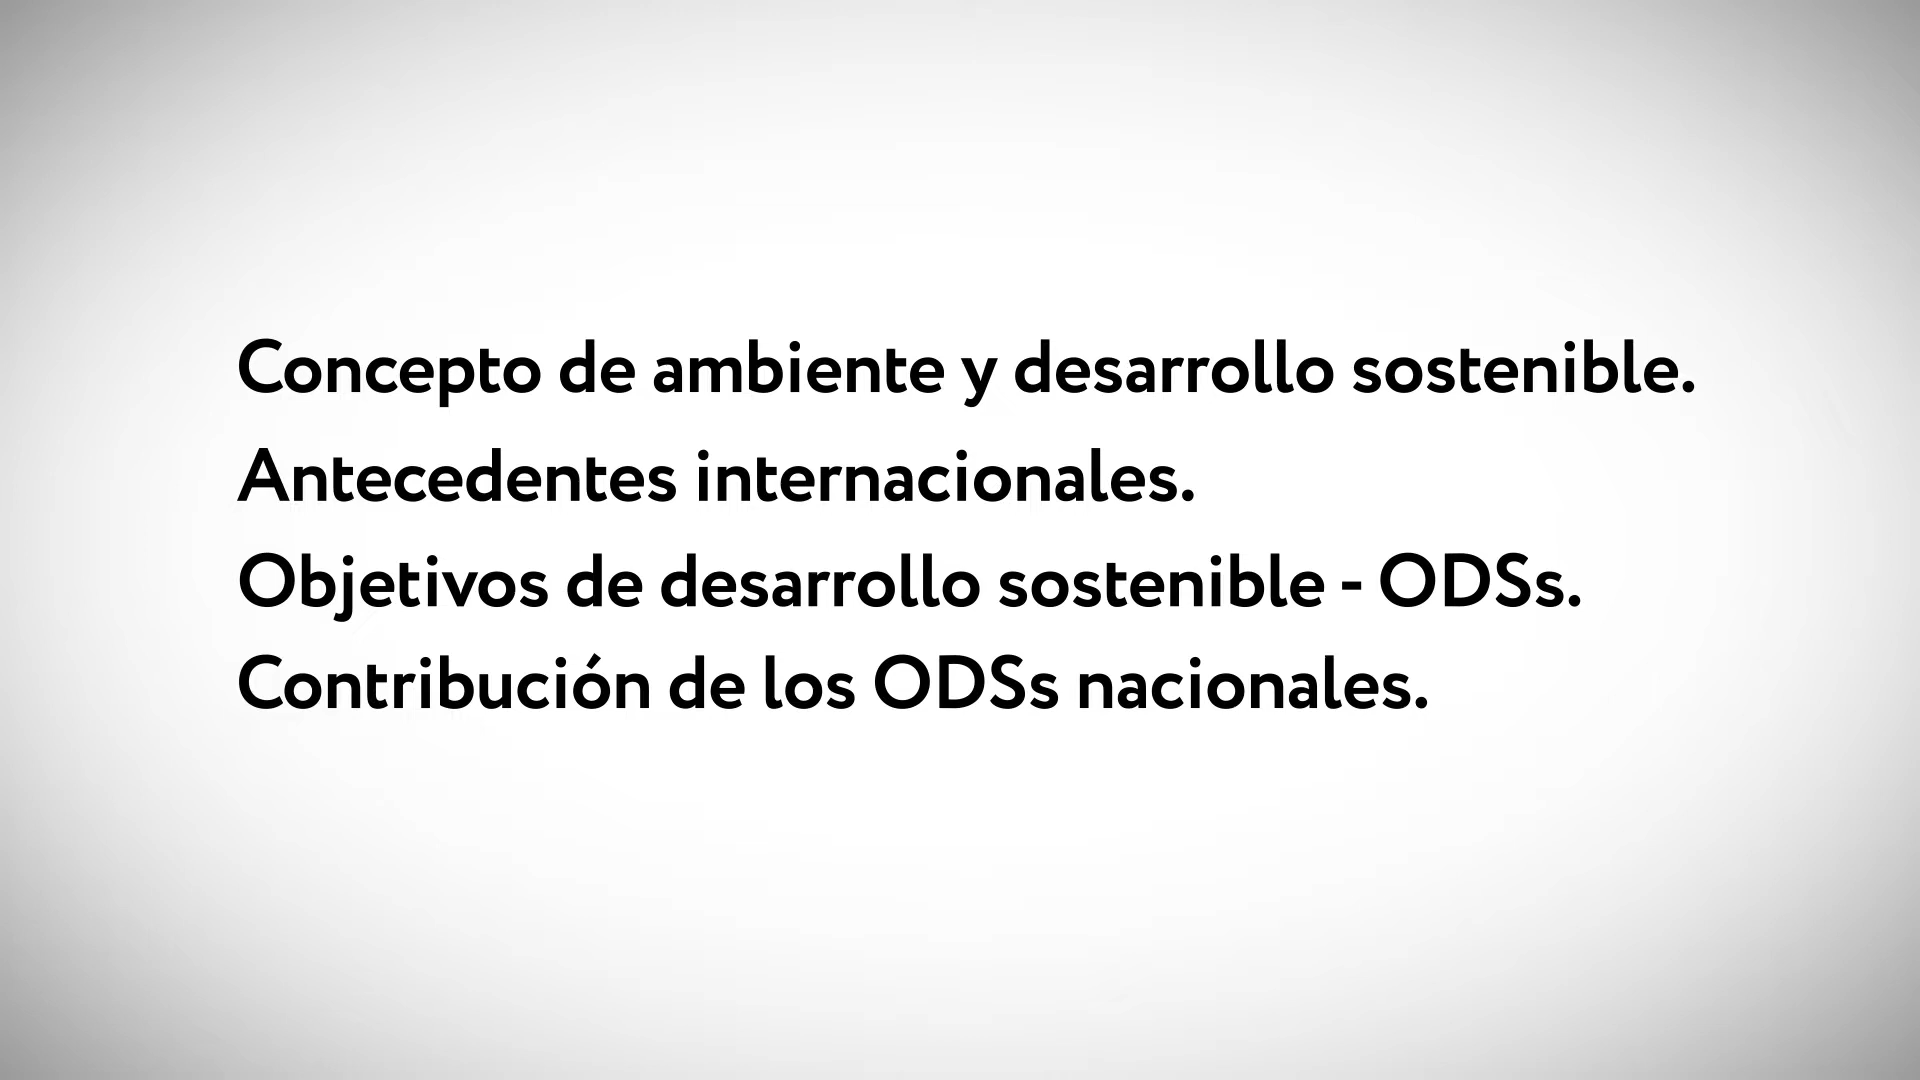 Concepto de ambiente y desarrollo sostenible.
Antecedentes internacionales.
Objetivos de desarrollo sostenible - ODSs.
Contribución de los ODSs nacionales.